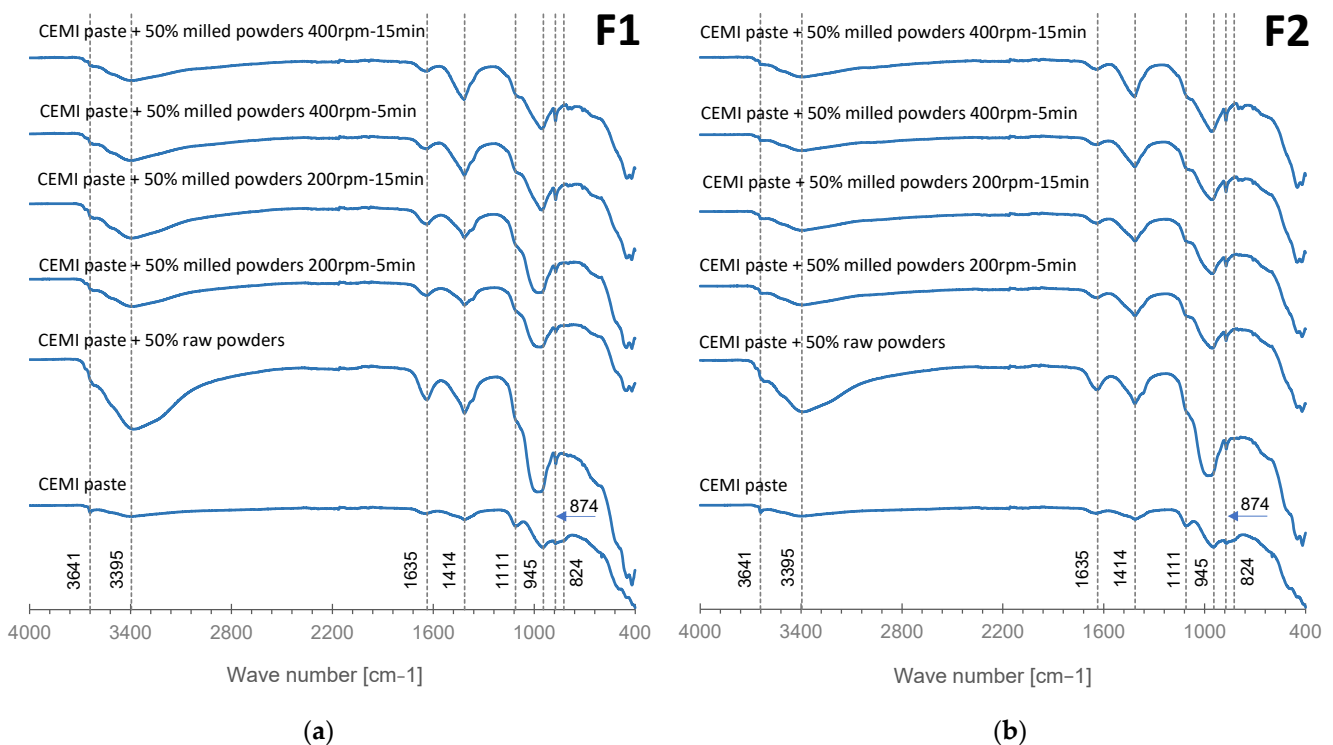 F1
CEMI paste + 50% milled powders 400rpm-15min
CEMI paste + 50% milled powders 400rpm-5min
CEMI paste + 50% milled powders 200rpm-15min
CEMI paste + 50% milled powders 200rpm-5min
CEMI paste + 50% raw powders
CEMI paste
874
3641
3395
1635
1414
1111
945
824
4000 3400 2800 2200 1600 1000 400
Wave number [cm−1]
(a)
F2
CEMI paste + 50% milled powders 400rpm-15min
CEMI paste + 50% milled powders 400rpm-5min
CEMI paste + 50% milled powders 200rpm-15min
CEMI paste + 50% milled powders 200rpm-5min
CEMI paste + 50% raw powders
CEMI paste
874
3641
3395
1635
1414
1111
945
824
4000 3400 2800 2200 1600 1000 400
Wave number [cm−1]
(b)